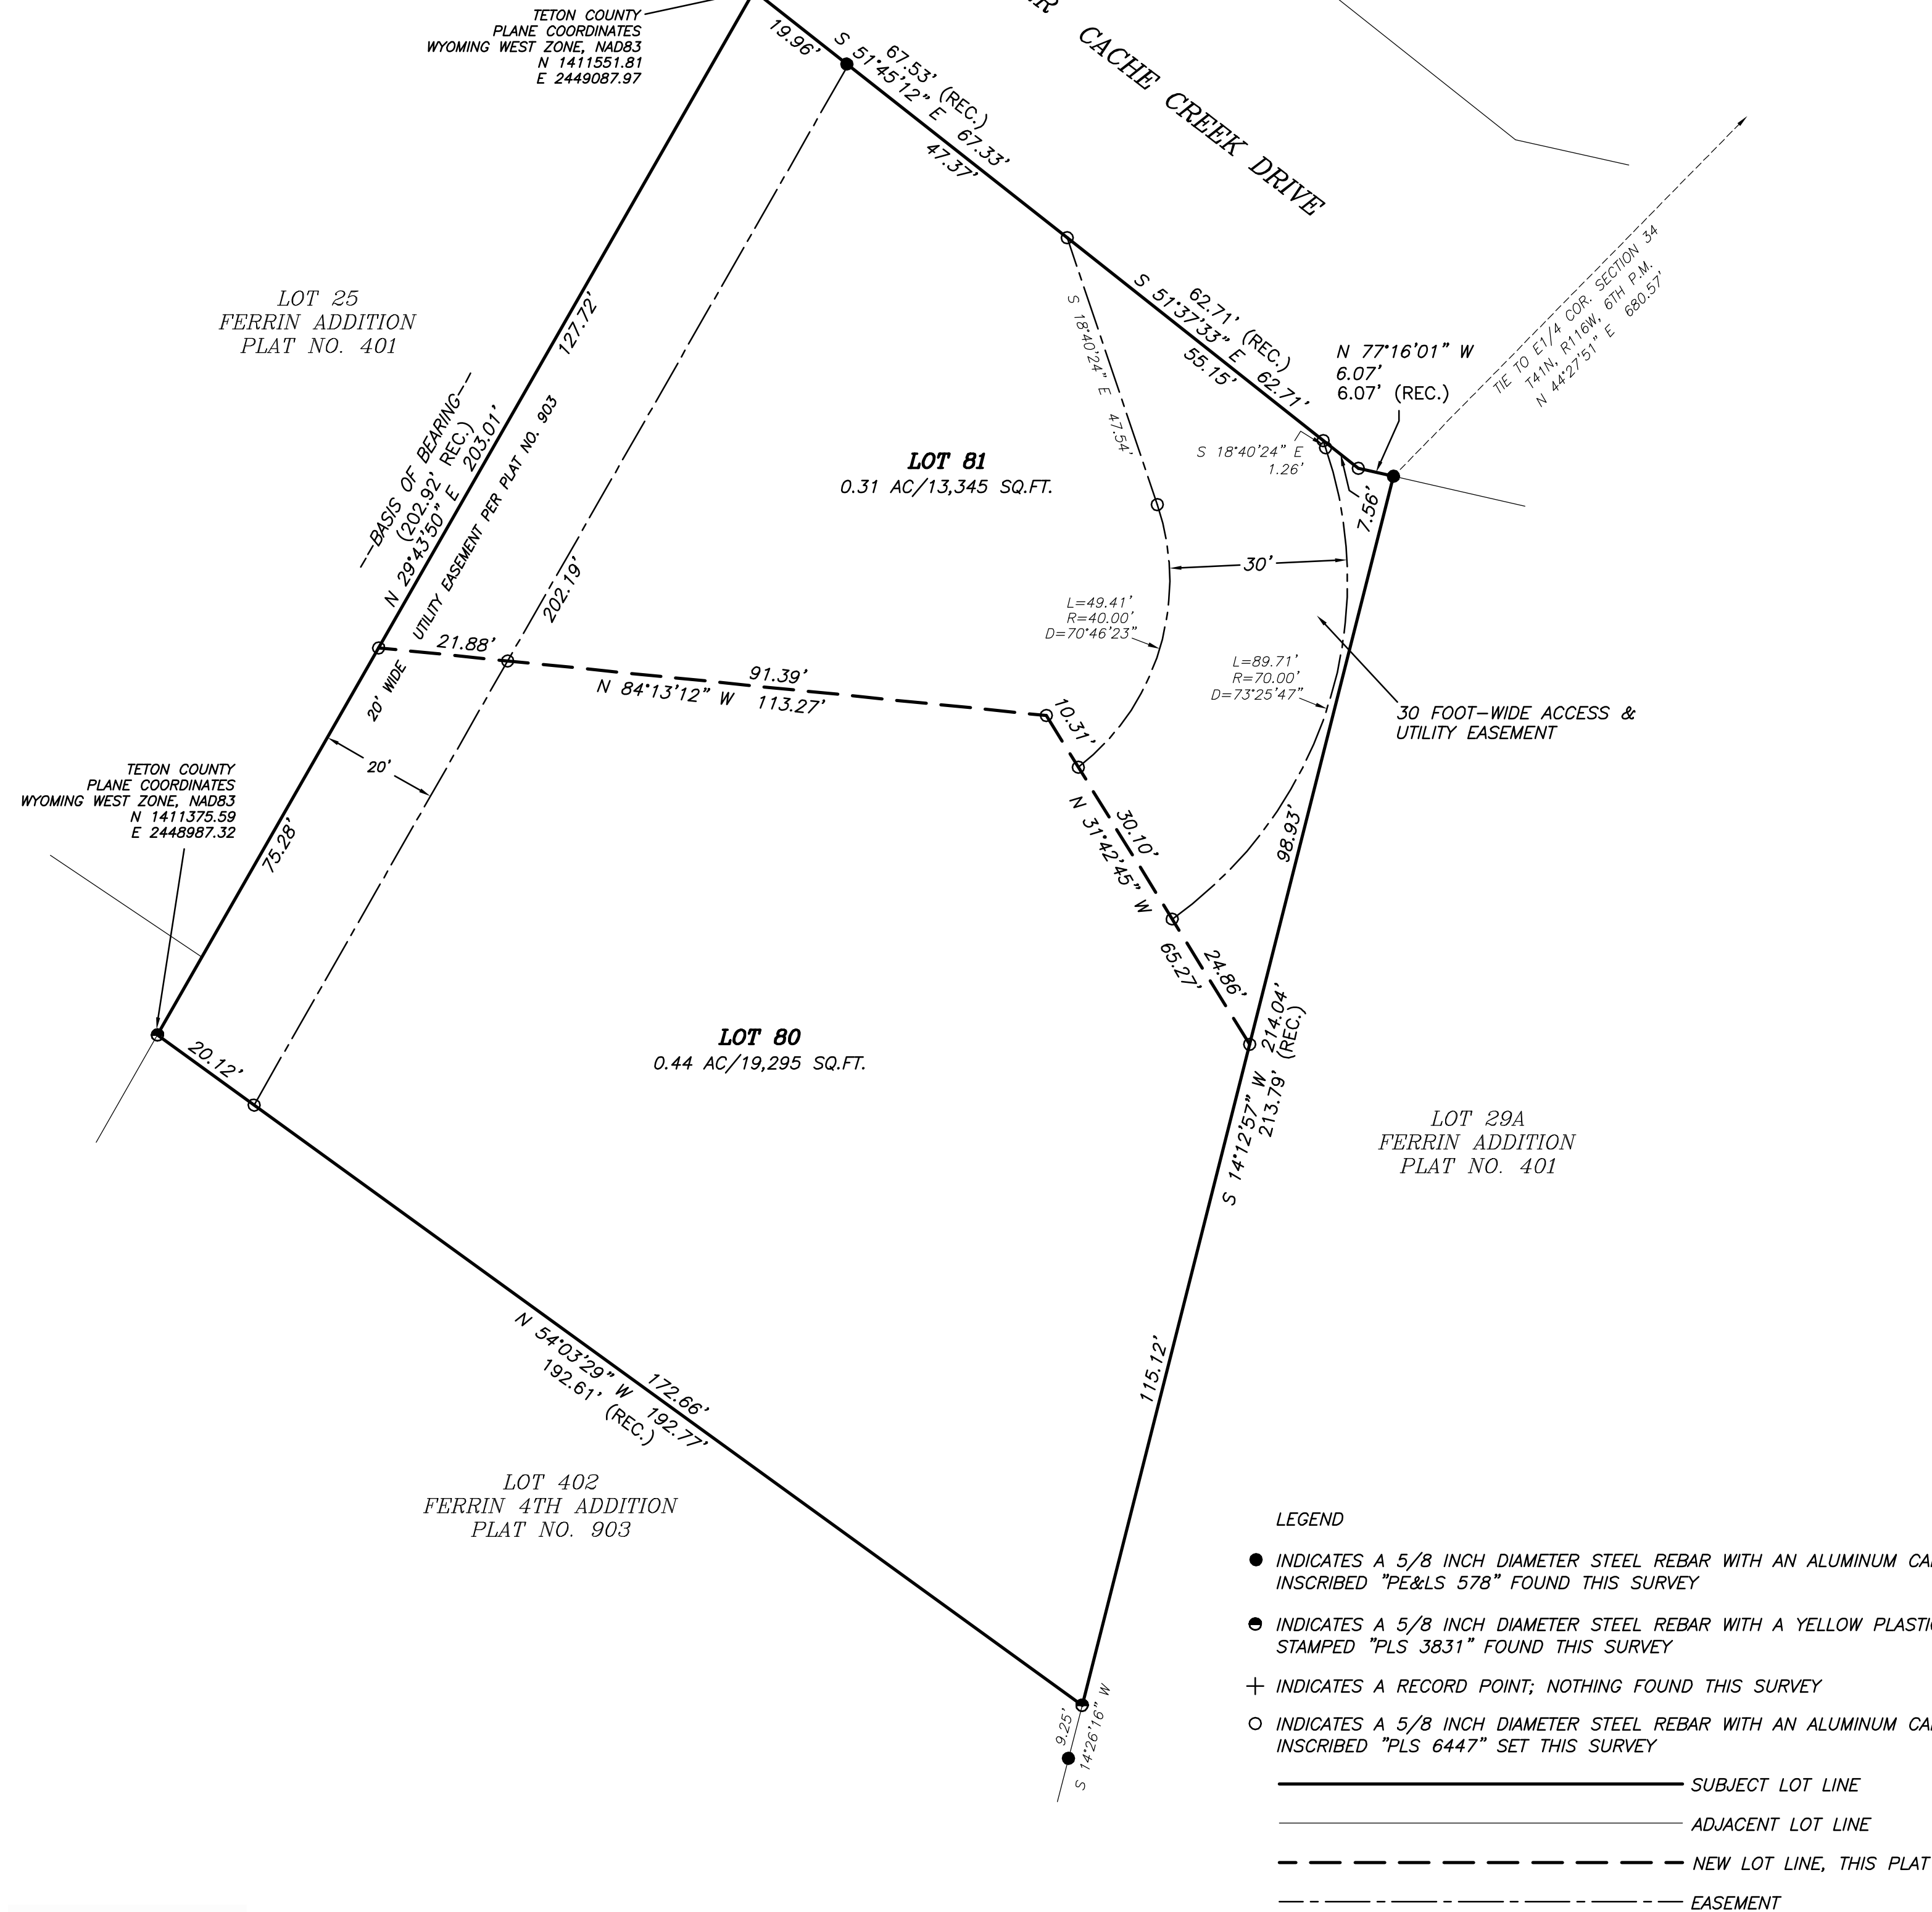 TETON COUNTY
PLANE COORDINATES
WYOMING WEST ZONE, NAD83
N 1411551.81
E 2449087.97
CACHE CREEK DRIVE
19.96'
67.53' (REC.)
S 51°45'12" E 67.33'
47.37'
LOT 25
FERRIN ADDITION
PLAT NO. 401
127.72'
62.71' (REC.)
S 51°37'33" E 62.71'
55.15'
N 77°16'01" W
6.07'
6.07' (REC.)
TIE TO E1/4 COR. SECTION 34
T41N, R116W, 6TH P.M.
N 44°27'51" E 680.57'
S 18°40'24" E 47.54'
S 18°40'24" E
1.26'
7.56'
BASIS OF BEARING
(202.92' REC.)
N 29°43'50" E 203.01'
20' WIDE UTILITY EASEMENT PER PLAT NO. 903
202.19'
LOT 81
0.31 AC/13,345 SQ.FT.
30'
L=49.41'
R=40.00'
D=70°46'23"
L=89.71'
R=70.00'
D=73°25'47"
30 FOOT-WIDE ACCESS &
UTILITY EASEMENT
21.88'
91.39'
N 84°13'12" W 113.27'
10.31'
30.10'
N 31°42'45" W 65.27'
24.86'
98.93'
20'
TETON COUNTY
PLANE COORDINATES
WYOMING WEST ZONE, NAD83
N 1411375.59
E 2448987.32
75.28'
20.12'
LOT 80
0.44 AC/19,295 SQ.FT.
S 14°12'57" W 214.04'
213.79' (REC.)
LOT 29A
FERRIN ADDITION
PLAT NO. 401
115.12'
172.66'
N 54°03'29" W 192.77'
192.61' (REC.)
LOT 402
FERRIN 4TH ADDITION
PLAT NO. 903
9.25'
S 14°26'16" W
LEGEND
INDICATES A 5/8 INCH DIAMETER STEEL REBAR WITH AN ALUMINUM
INSCRIBED "PE&LS 578" FOUND THIS SURVEY
INDICATES A 5/8 INCH DIAMETER STEEL REBAR WITH A YELLOW
STAMPED "PLS 3831" FOUND THIS SURVEY
INDICATES A RECORD POINT; NOTHING FOUND THIS SURVEY
INDICATES A 5/8 INCH DIAMETER STEEL REBAR WITH AN ALUMINUM
INSCRIBED "PLS 6447" SET THIS SURVEY
SUBJECT LOT LINE
ADJACENT LOT LINE
NEW LOT LINE, THIS PLAT
EASEMENT